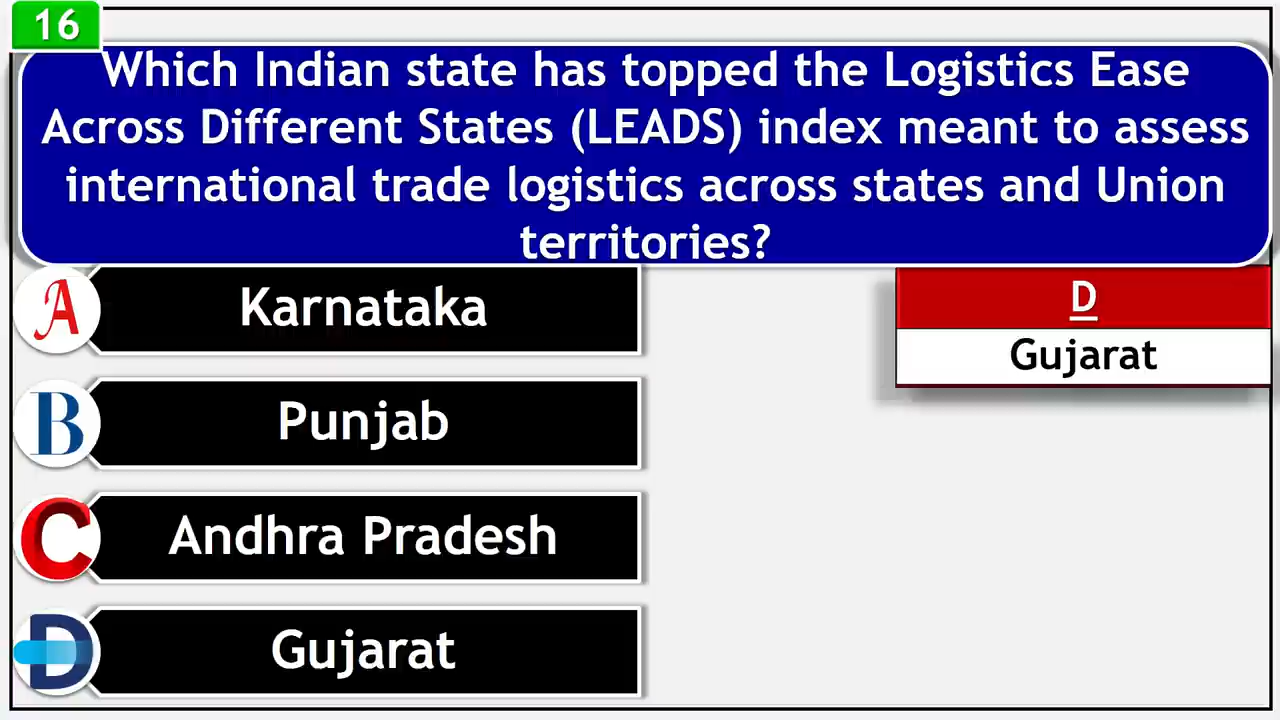 16
Which Indian state has topped the Logistics Ease
Across Different States (LEADS) index meant to assess
international trade logistics across states and Union
territories?
A Karnataka
B Punjab
C Andhra Pradesh
D Gujarat
D
Gujarat